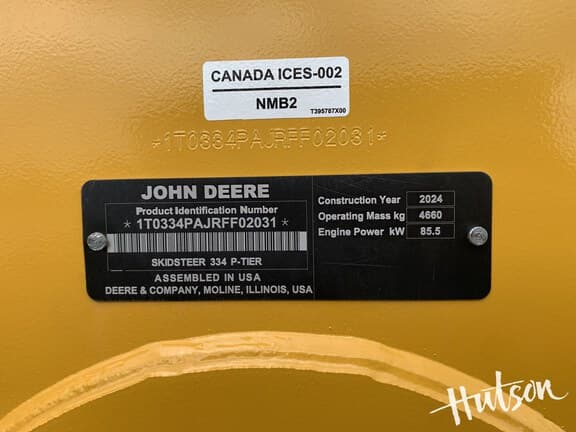 CANADA ICES-002
NMB2
T395787X00
*1T0334PAJRFF02031*
JOHN DEERE
Product Identification Number
* 1T0334PAJRFF02031 *
SKIDSTEER 334 P-TIER
ASSEMBLED IN USA
DEERE & COMPANY, MOLINE, ILLINOIS, USA
Construction Year 2024
Operating Mass kg 4660
Engine Power kW 85.5
Hutson